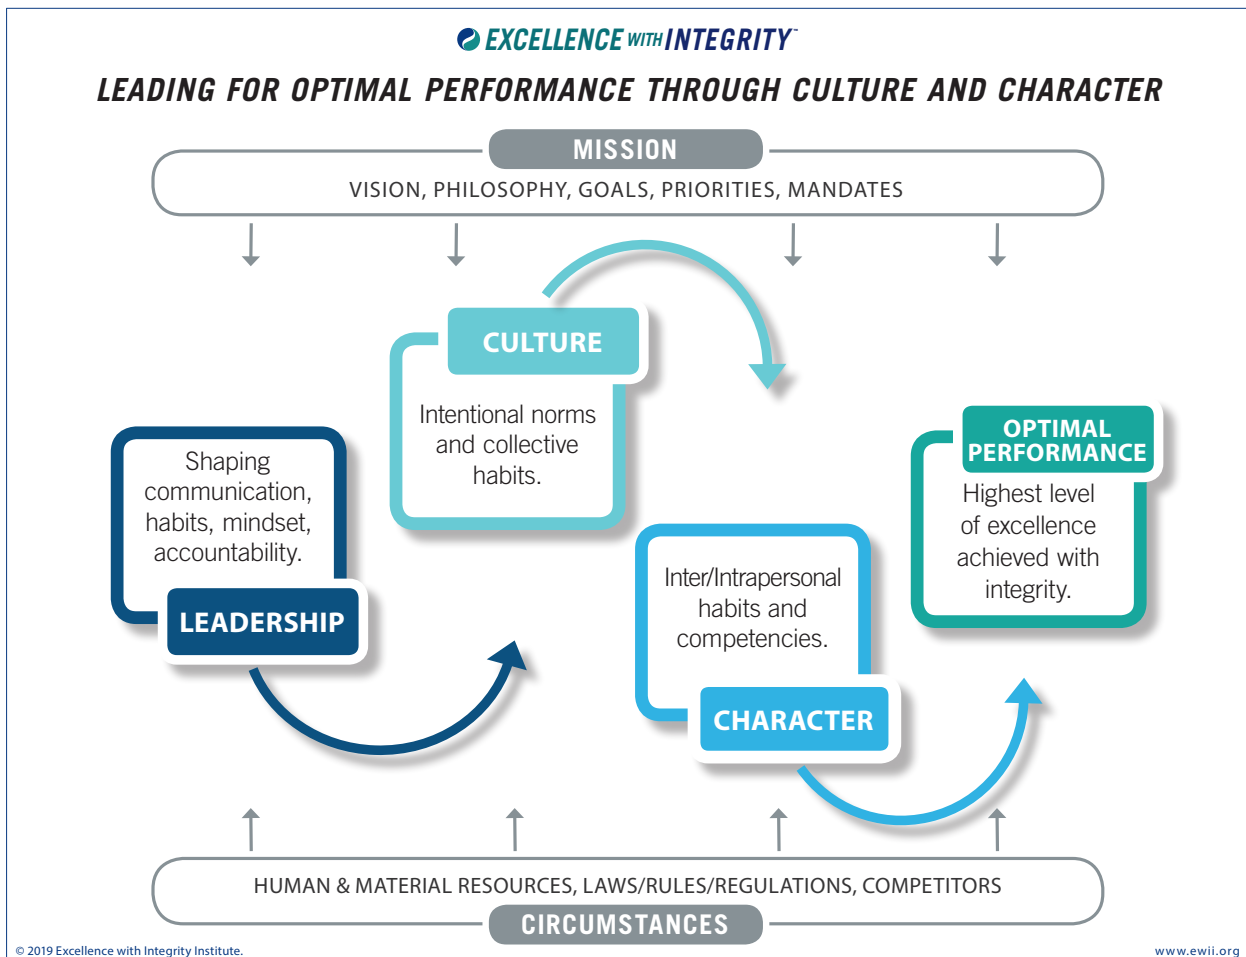 EXCELLENCE WITH INTEGRITY™
LEADING FOR OPTIMAL PERFORMANCE THROUGH CULTURE AND CHARACTER
MISSION
VISION, PHILOSOPHY, GOALS, PRIORITIES, MANDATES
Shaping
communication,
habits, mindset,
accountability.
LEADERSHIP
CULTURE
Intentional norms
and collective
habits.
Inter/Intrapersonal
habits and
competencies.
CHARACTER
OPTIMAL
PERFORMANCE
Highest level
of excellence
achieved with
integrity.
HUMAN & MATERIAL RESOURCES, LAWS/RULES/REGULATIONS, COMPETITORS
CIRCUMSTANCES
© 2019 Excellence with Integrity Institute.
www.ewii.org